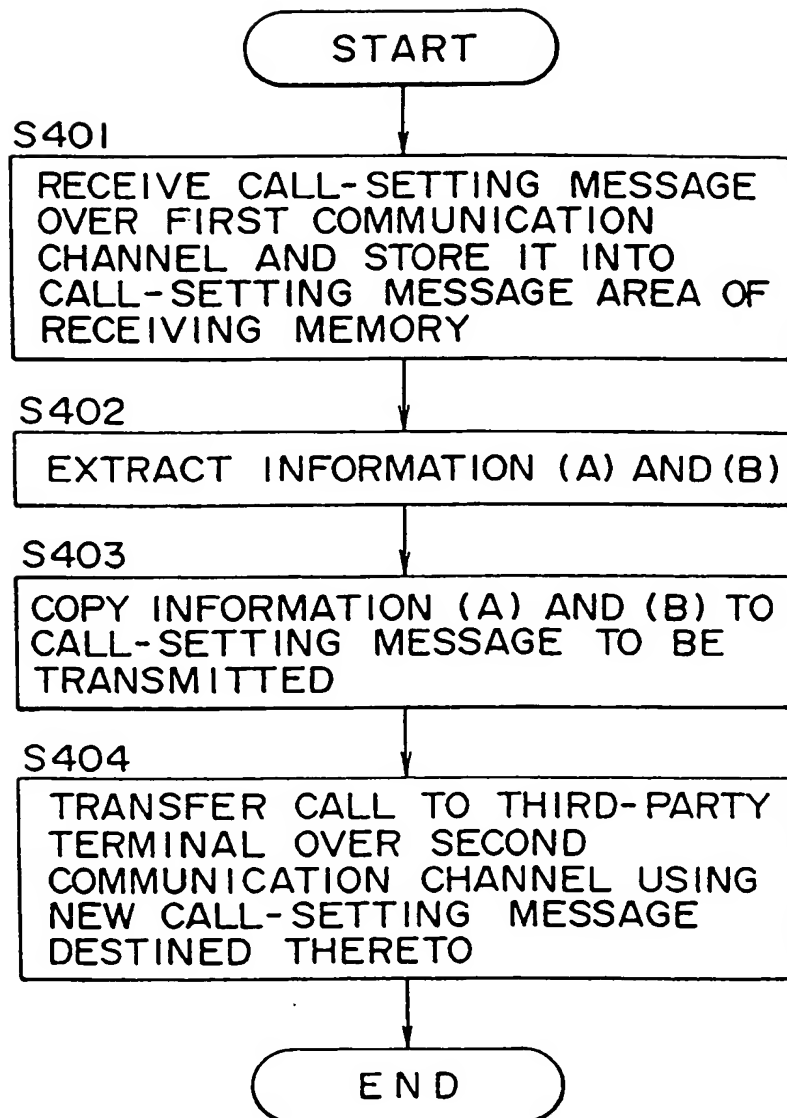 START
S401
RECEIVE CALL-SETTING MESSAGE
OVER FIRST COMMUNICATION
CHANNEL AND STORE IT INTO
CALL-SETTING MESSAGE AREA OF
RECEIVING MEMORY
S402
EXTRACT INFORMATION (A) AND (B)
S403
COPY INFORMATION (A) AND (B) TO
CALL-SETTING MESSAGE TO BE
TRANSMITTED
S404
TRANSFER CALL TO THIRD-PARTY
TERMINAL OVER SECOND
COMMUNICATION CHANNEL USING
NEW CALL-SETTING MESSAGE
DESTINED THERETO
END